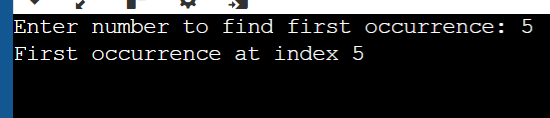 Enter number to find first occurrence: 5
First occurrence at index 5